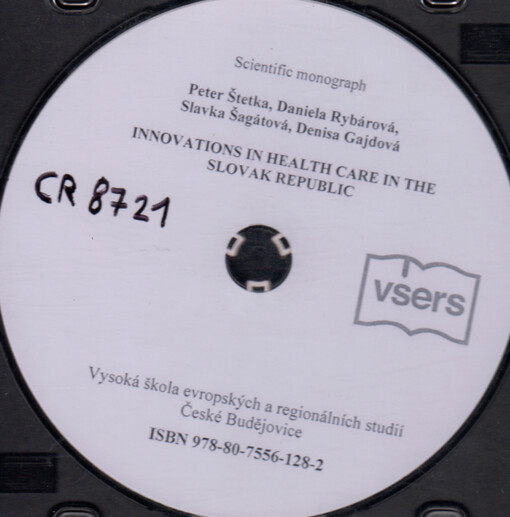 Scientific monograph
Peter Štetka, Daniela Rybárová,
Slavka Šagátová, Denisa Gajdová
INNOVATIONS IN HEALTH CARE IN THE
SLOVAK REPUBLIC
CR 8721
vsers
Vysoká škola evropských a regionálních studií
České Budějovice
ISBN 978-80-7556-128-2